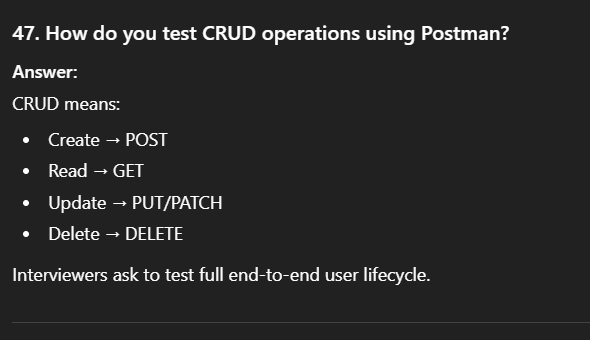 47. How do you test CRUD operations using Postman?
Answer:
CRUD means:
• Create → POST
• Read → GET
• Update → PUT/PATCH
• Delete → DELETE
Interviewers ask to test full end-to-end user lifecycle.